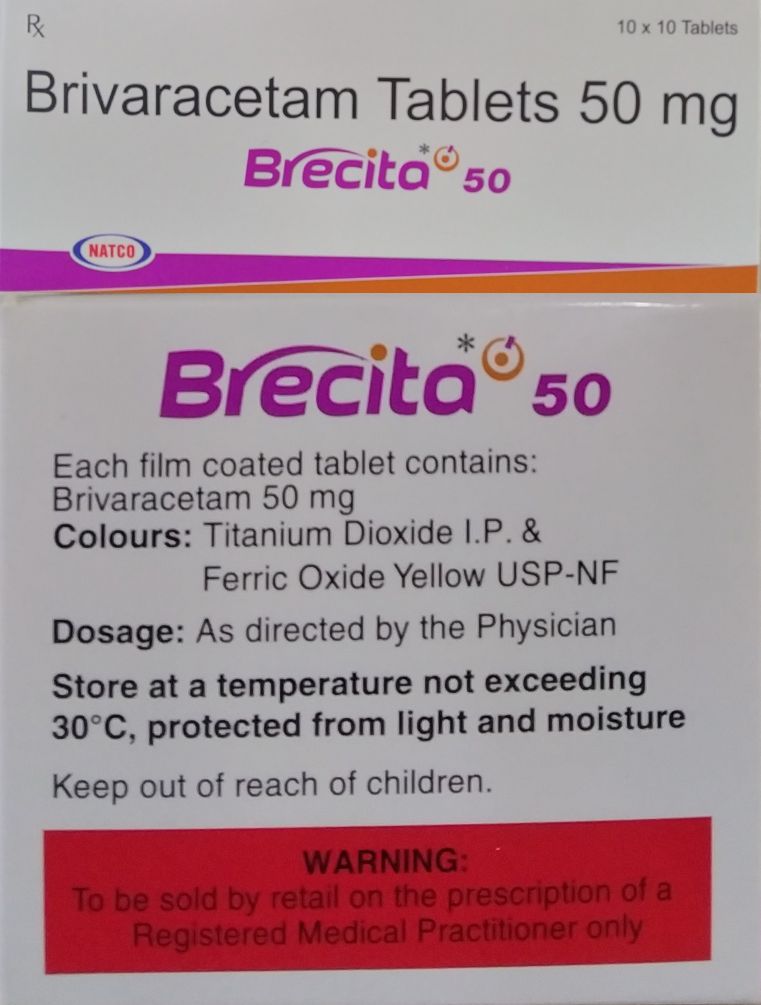 Rx
10 x 10 Tablets
Brivaracetam Tablets 50 mg
Brecita* 50
NATCO
Brecita* 50
Each film coated tablet contains:
Brivaracetam 50 mg
Colours: Titanium Dioxide I.P. &
Ferric Oxide Yellow USP-NF
Dosage: As directed by the Physician
Store at a temperature not exceeding
30°C, protected from light and moisture
Keep out of reach of children.
WARNING:
To be sold by retail on the prescription of a
Registered Medical Practitioner only